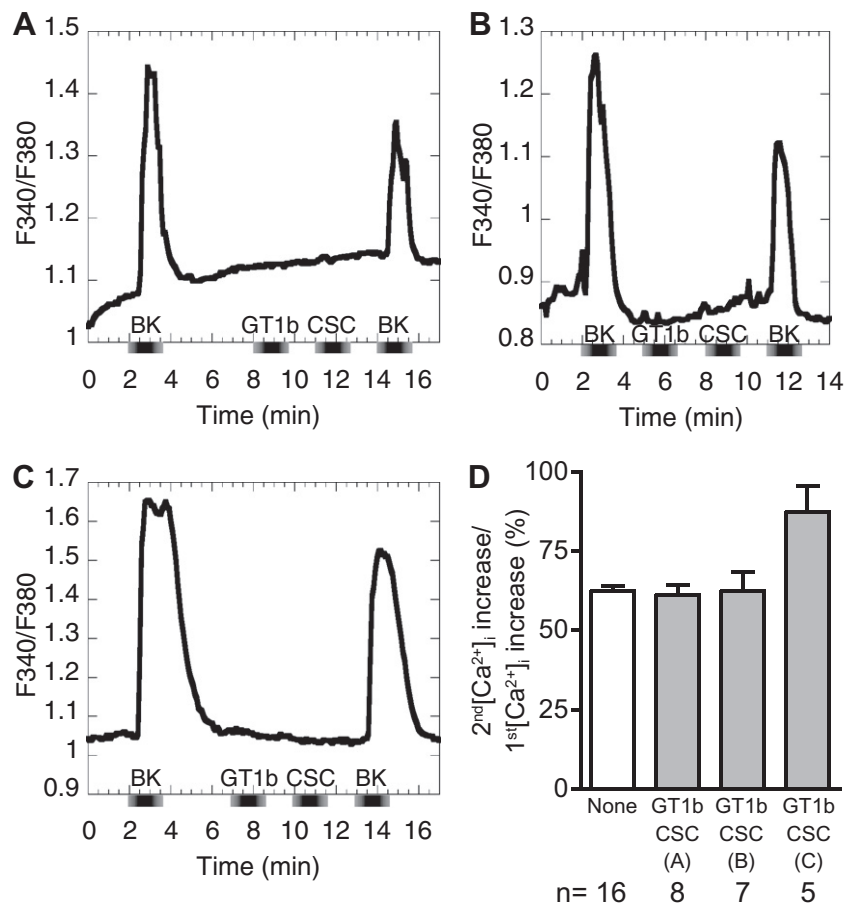 A
1.5
1.4
1.3
1.2
1.1
1
F340/F380
BK GT1b CSC BK
0 2 4 6 8 10 12 14 16
Time (min)
B
1.3
1.2
1.1
1
0.9
0.8
F340/F380
BK GT1b CSC BK
0 2 4 6 8 10 12 14
Time (min)
C
1.7
1.6
1.5
1.4
1.3
1.2
1.1
1
0.9
F340/F380
BK GT1b CSC BK
0 2 4 6 8 10 12 14 16
Time (min)
D
100
75
50
25
0
2nd[Ca2+]i increase/
1st[Ca2+]i increase (%)
None GT1b GT1b GT1b
CSC CSC CSC
(A) (B) (C)
n= 16 8 7 5